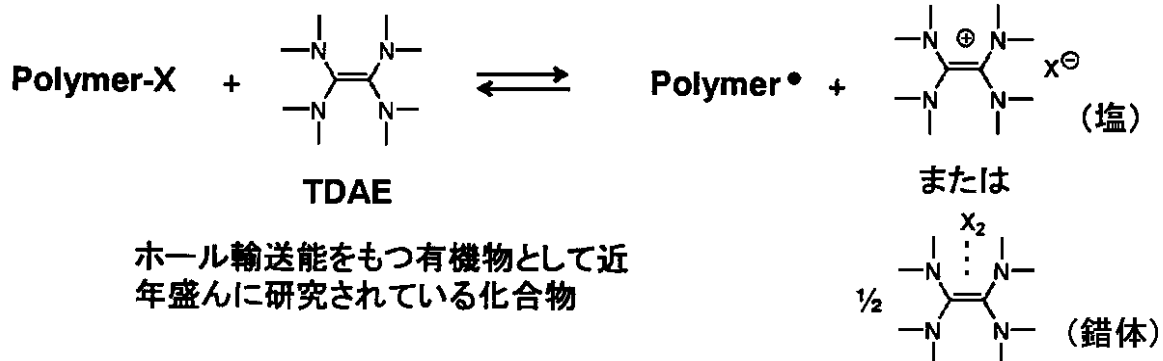 Polymer-X + N N N N Polymer• + N N ⊕ N N X⊖
(塩)
TDAE
または
ホール輸送能をもつ有機物として近
年盛んに研究されている化合物
X₂
½ N N N N (錯体)